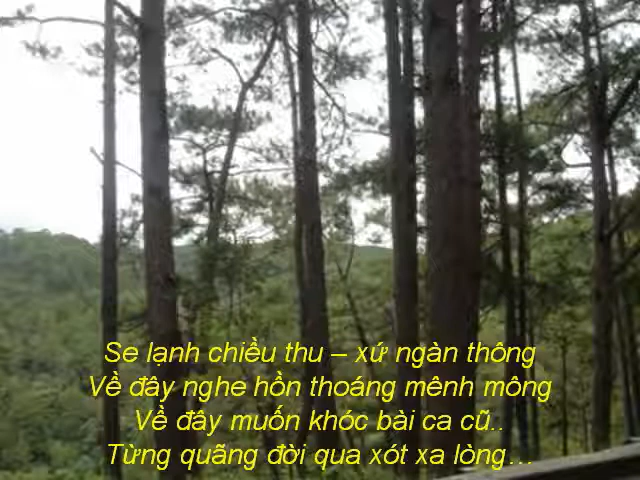 Se lạnh chiều thu – xứ ngàn thông
Về đây nghe hồn thoáng mênh mông
Về đây muốn khóc bài ca cũ..
Từng quãng đời qua xót xa lòng…